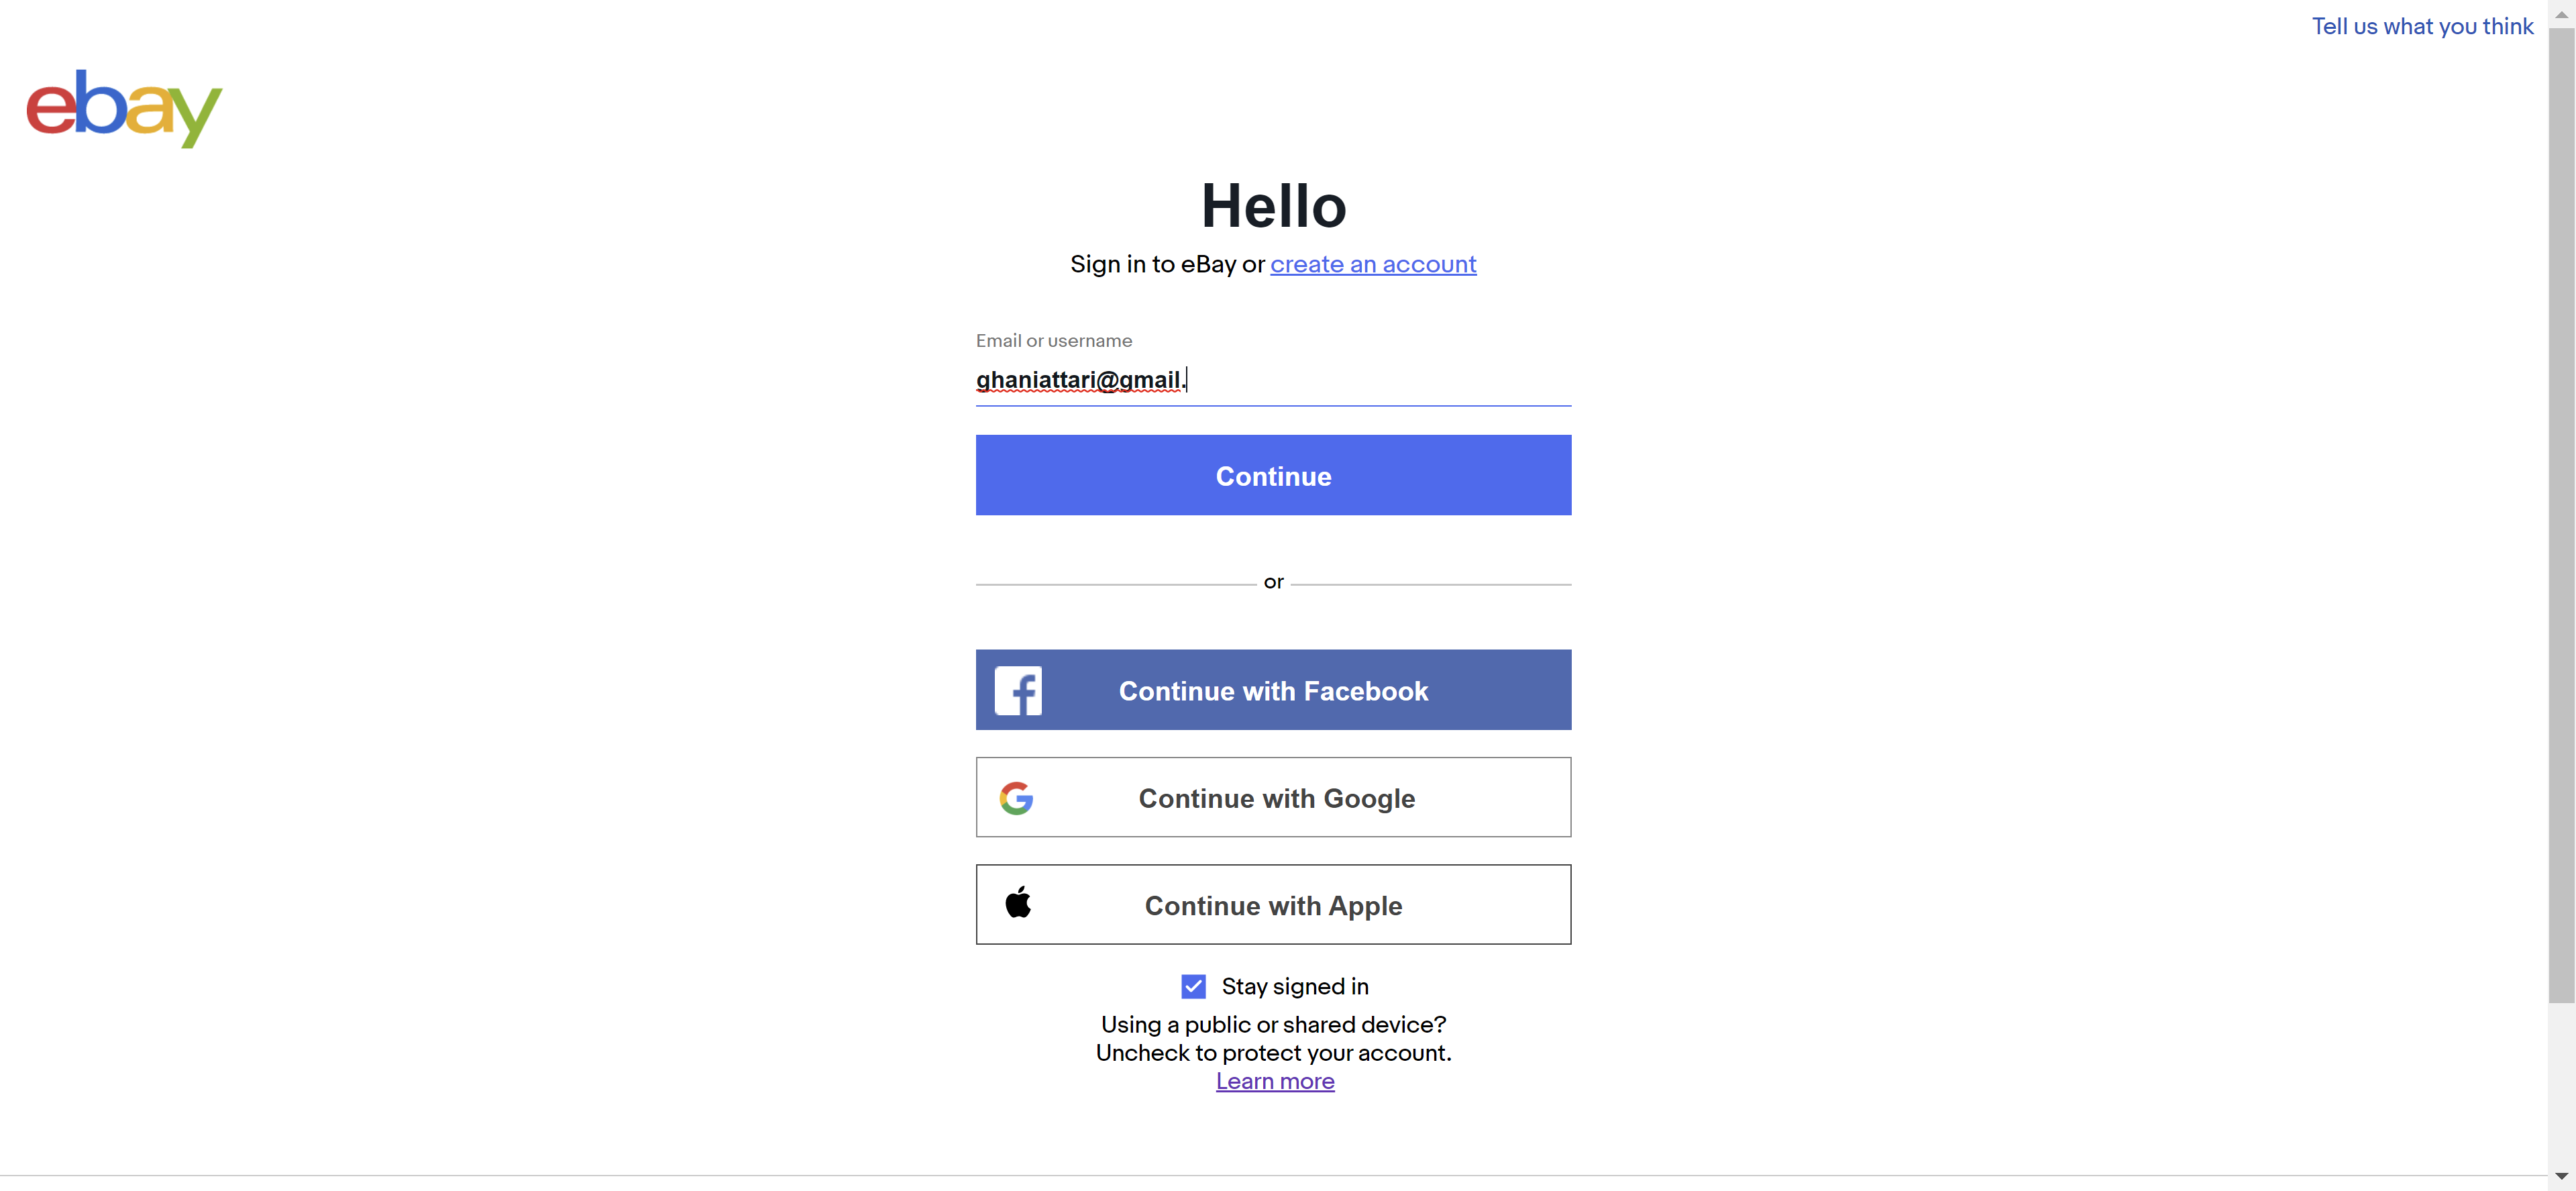 Tell us what you think
ebay
Hello
Sign in to eBay or create an account
Email or username
ghaniattari@gmail.
Continue
or
Continue with Facebook
Continue with Google
Continue with Apple
Stay signed in
Using a public or shared device?
Uncheck to protect your account.
Learn more